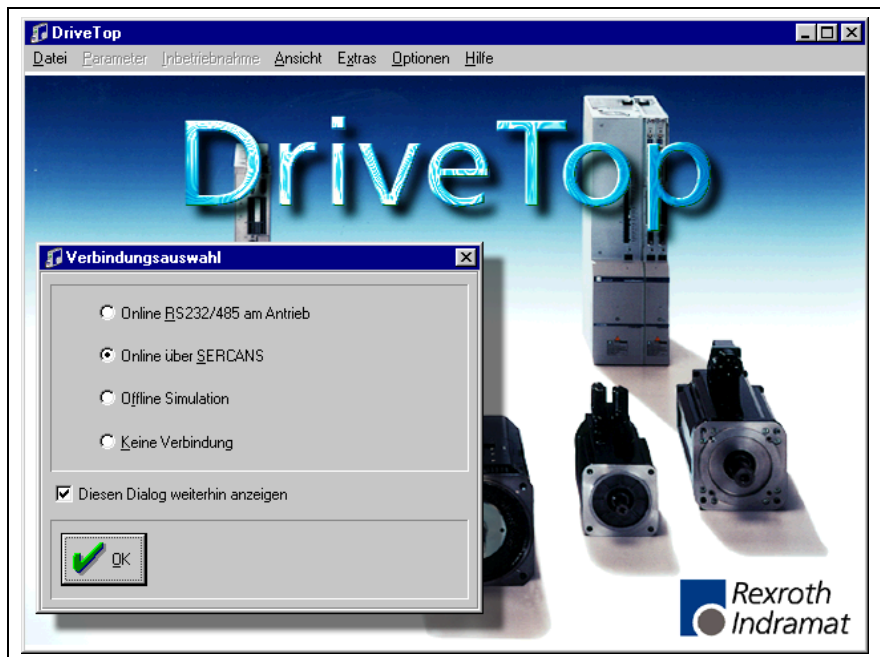 DriveTop
Datei Parameter Inbetriebnahme Ansicht Extras Optionen Hilfe
DriveTop
Verbindungsauswahl
Online RS232/485 am Antrieb
Online über SERCANS
Offline Simulation
Keine Verbindung
Diesen Dialog weiterhin anzeigen
OK
Rexroth
Indramat